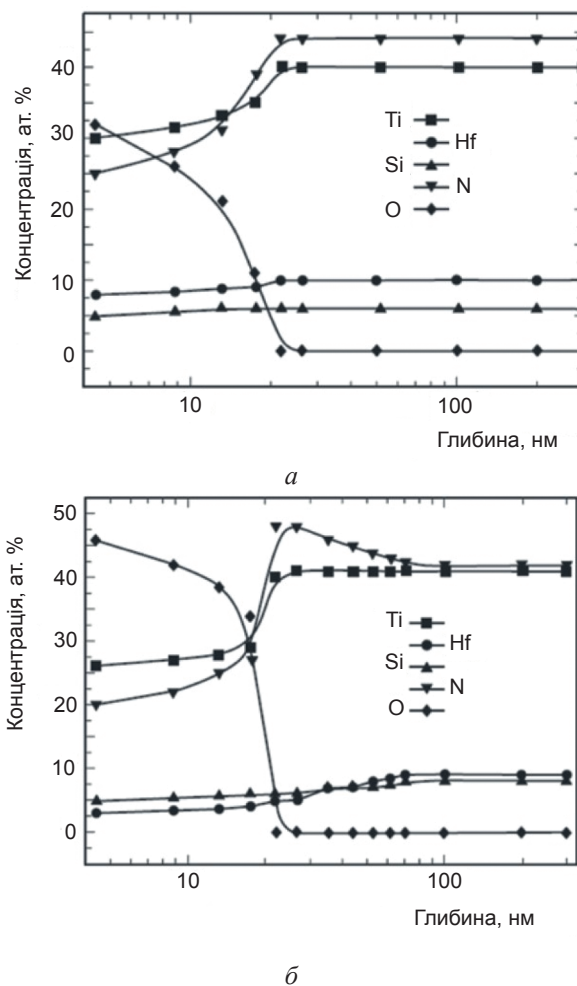 Концентрація, ат. %
40
30
20
10
0
Ti
Hf
Si
N
O
10
100
Глибина, нм
а
Концентрація, ат. %
50
40
30
20
10
0
Ti
Hf
Si
N
O
10
100
Глибина, нм
б